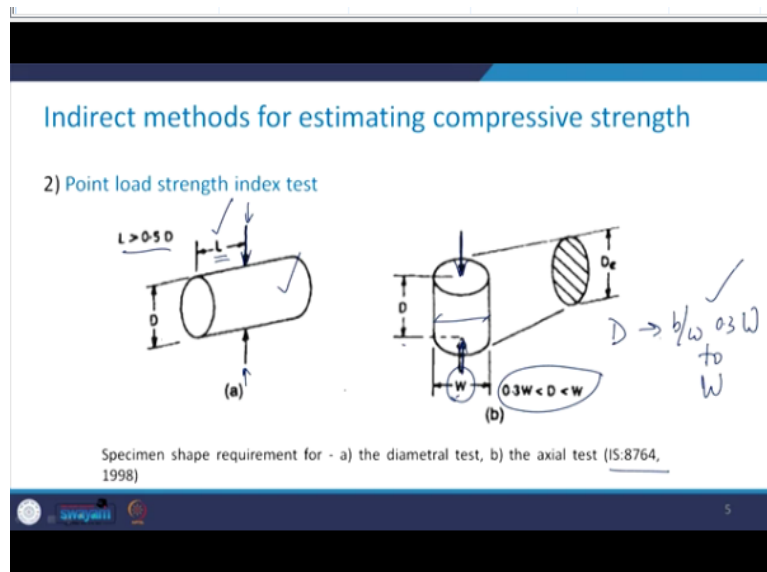 Indirect methods for estimating compressive strength
2) Point load strength index test
L>0·5 D
L
D
(a)
D
W
0·3W<D<W
(b)
De
D → b/w 0.3 W
to
W
Specimen shape requirement for - a) the diametral test, b) the axial test (IS:8764,
1998)
swayam
5